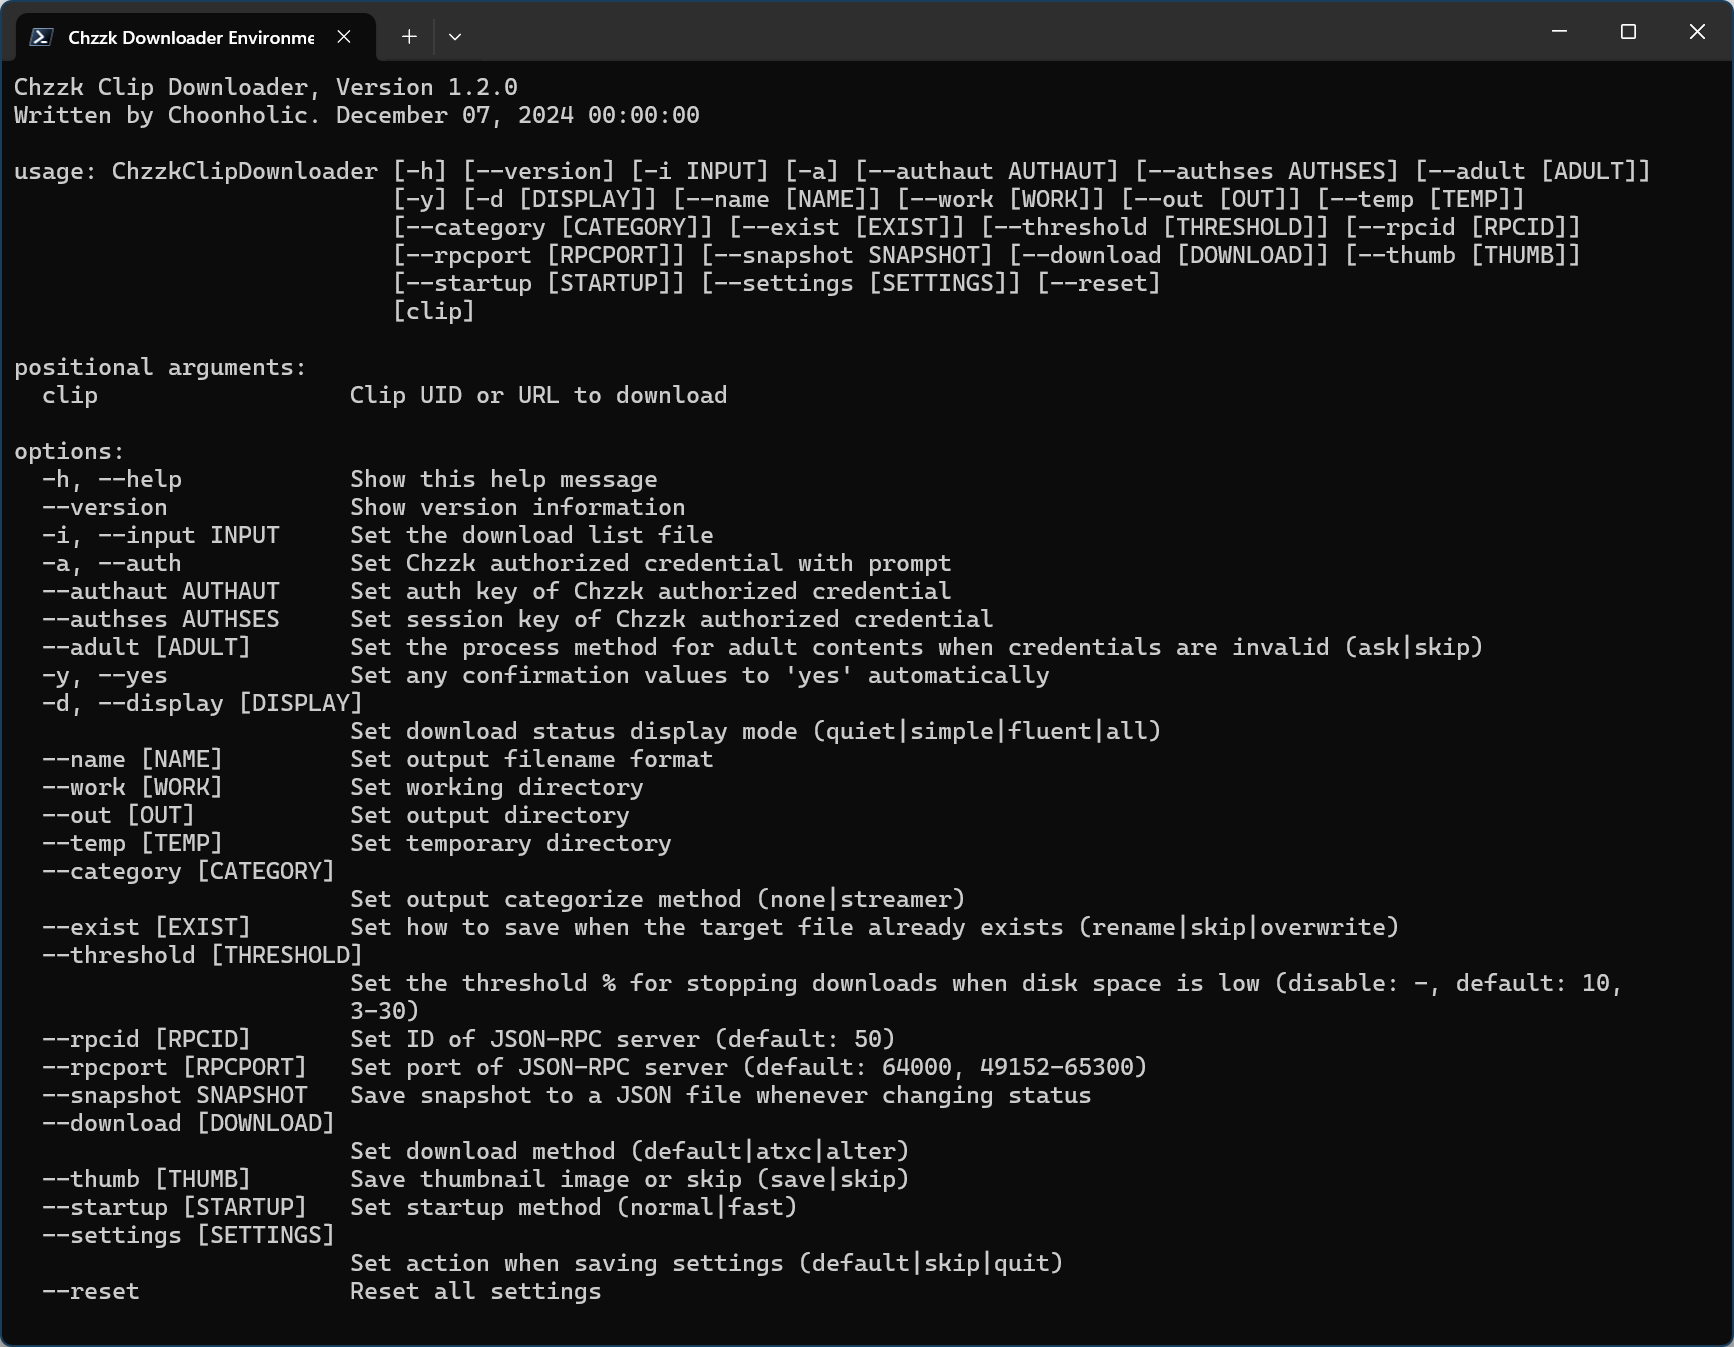 Chzzk Downloader Environme
Chzzk Clip Downloader, Version 1.2.0
Written by Choonholic. December 07, 2024 00:00:00
usage: ChzzkClipDownloader [-h] [--version] [-i INPUT] [-a] [--authaut AUTHAUT] [--authses AUTHSES] [--adult [ADULT]]
[-y] [-d [DISPLAY]] [--name [NAME]] [--work [WORK]] [--out [OUT]] [--temp [TEMP]]
[--category [CATEGORY]] [--exist [EXIST]] [--threshold [THRESHOLD]] [--rpcid [RPCID]]
[--rpcport [RPCPORT]] [--snapshot SNAPSHOT] [--download [DOWNLOAD]] [--thumb [THUMB]]
[--startup [STARTUP]] [--settings [SETTINGS]] [--reset]
[clip]
positional arguments:
clip Clip UID or URL to download
options:
-h, --help Show this help message
--version Show version information
-i, --input INPUT Set the download list file
-a, --auth Set Chzzk authorized credential with prompt
--authaut AUTHAUT Set auth key of Chzzk authorized credential
--authses AUTHSES Set session key of Chzzk authorized credential
--adult [ADULT] Set the process method for adult contents when credentials are invalid (ask|skip)
-y, --yes Set any confirmation values to 'yes' automatically
-d, --display [DISPLAY]
Set download status display mode (quiet|simple|fluent|all)
--name [NAME] Set output filename format
--work [WORK] Set working directory
--out [OUT] Set output directory
--temp [TEMP] Set temporary directory
--category [CATEGORY]
Set output categorize method (none|streamer)
--exist [EXIST] Set how to save when the target file already exists (rename|skip|overwrite)
--threshold [THRESHOLD]
Set the threshold % for stopping downloads when disk space is low (disable: -, default: 10,
3-30)
--rpcid [RPCID] Set ID of JSON-RPC server (default: 50)
--rpcport [RPCPORT] Set port of JSON-RPC server (default: 64000, 49152-65300)
--snapshot SNAPSHOT Save snapshot to a JSON file whenever changing status
--download [DOWNLOAD]
Set download method (default|atxc|alter)
--thumb [THUMB] Save thumbnail image or skip (save|skip)
--startup [STARTUP] Set startup method (normal|fast)
--settings [SETTINGS]
Set action when saving settings (default|skip|quit)
--reset Reset all settings